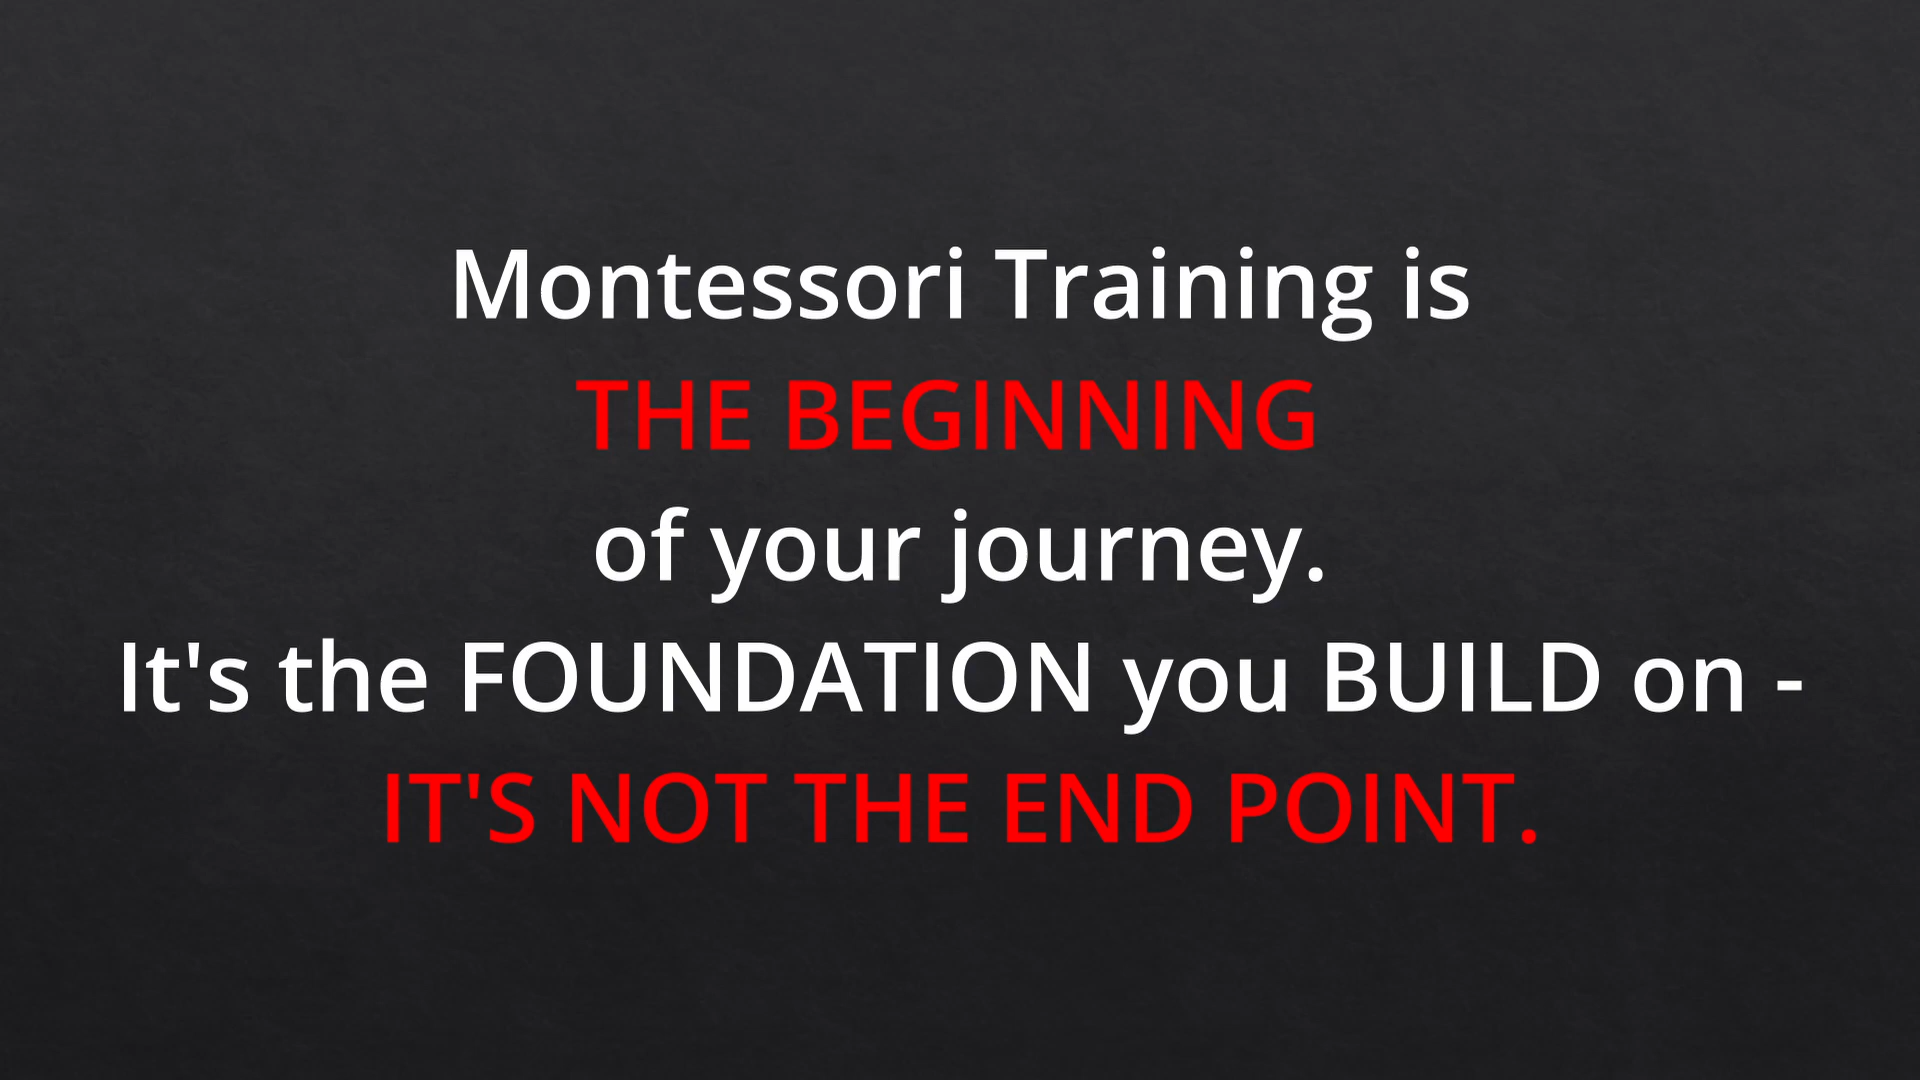 Montessori Training is
THE BEGINNING
of your journey.
It's the FOUNDATION you BUILD on -
IT'S NOT THE END POINT.